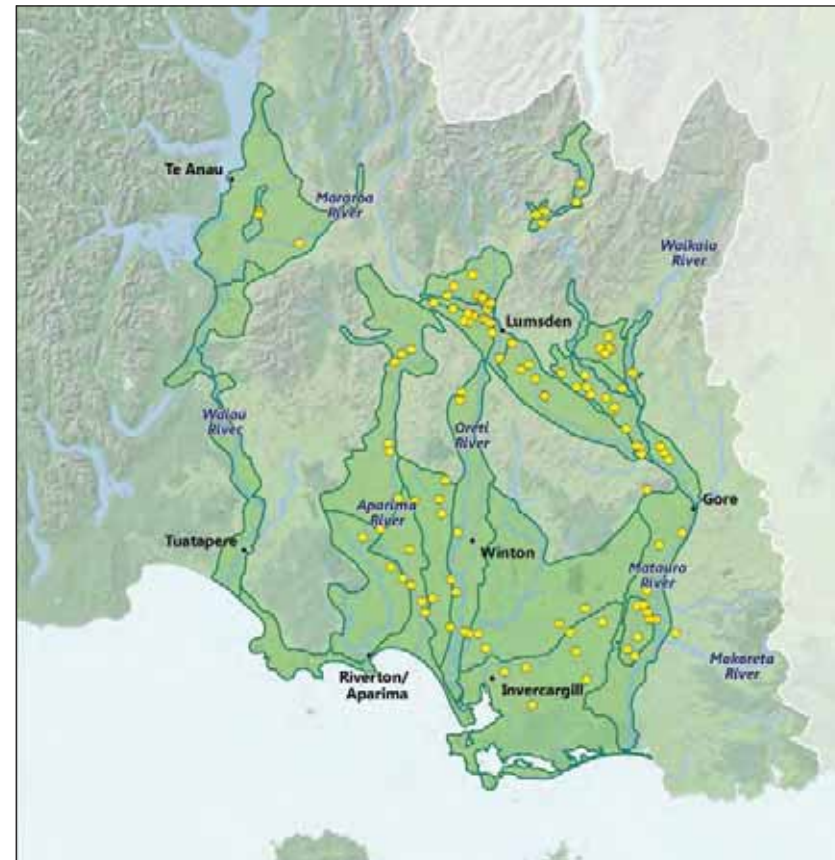 Te Anau
Mararoa
River
Waikaia
River
Lumsden
Waiau
River
Oreti
River
Gore
Aparima
River
Tuatapere
Winton
Mataura
River
Riverton/
Aparima
Invercargill
Makareta
River